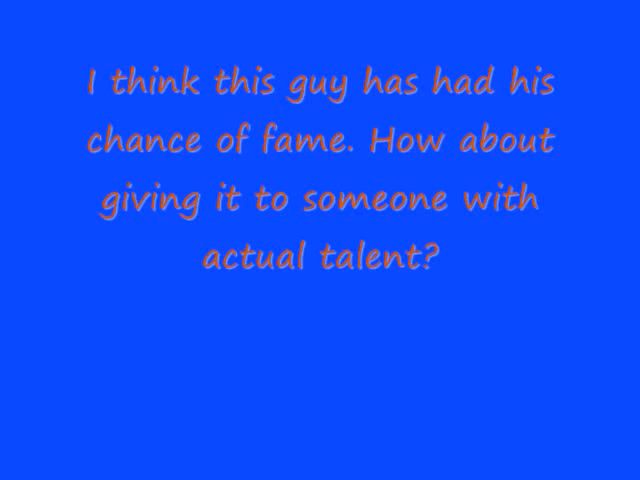 I think this guy has had his
chance of fame. How about
giving it to someone with
actual talent?